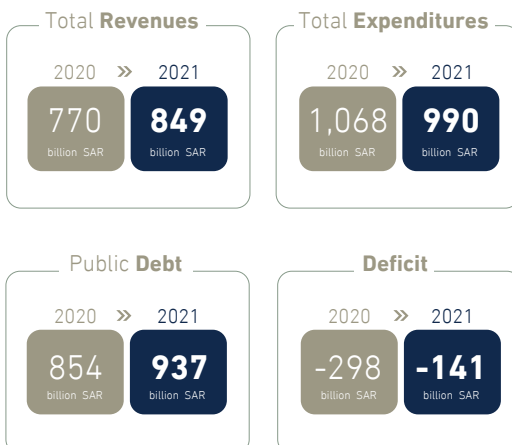 Total Revenues
2020 » 2021
770 849
billion SAR billion SAR
Total Expenditures
2020 » 2021
1,068 990
billion SAR billion SAR
Public Debt
2020 » 2021
854 937
billion SAR billion SAR
Deficit
2020 » 2021
-298 -141
billion SAR billion SAR